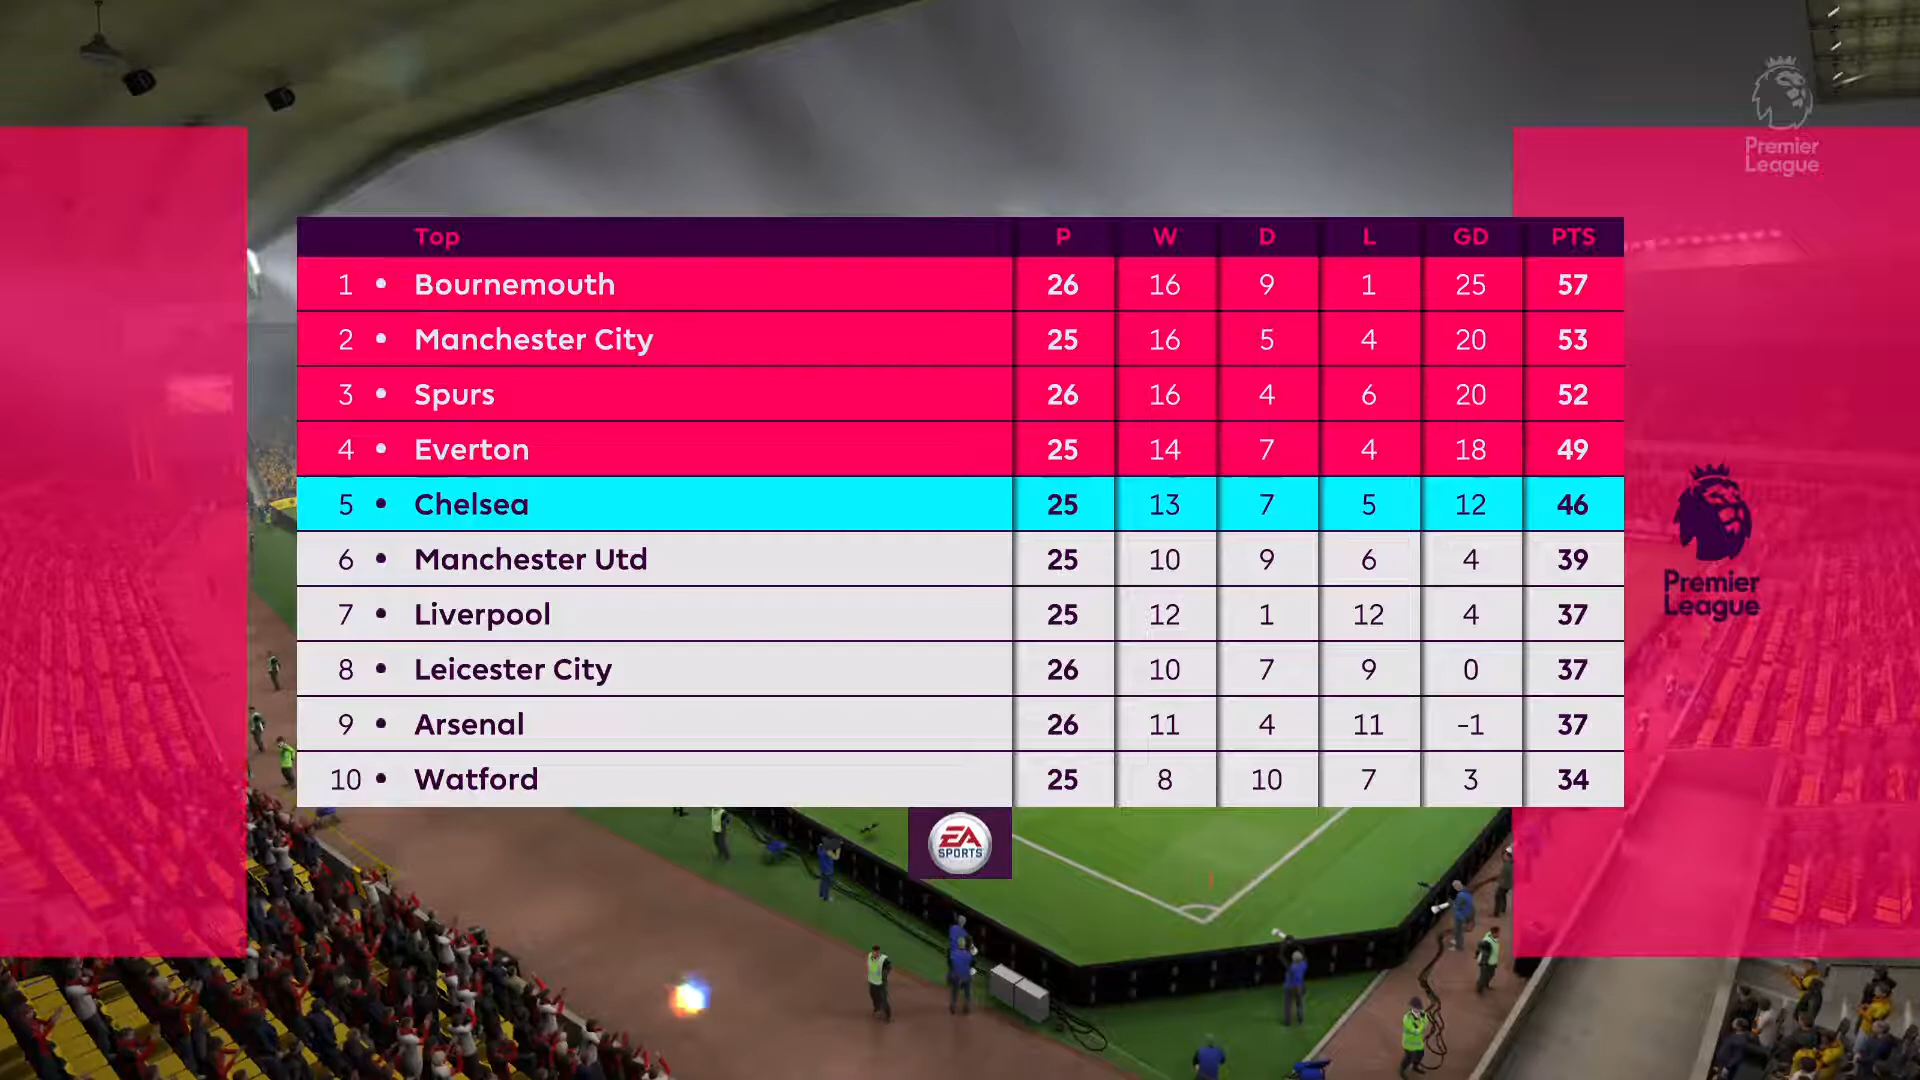 Premier
League
Top P W D L GD PTS
1 • Bournemouth 26 16 9 1 25 57
2 • Manchester City 25 16 5 4 20 53
3 • Spurs 26 16 4 6 20 52
4 • Everton 25 14 7 4 18 49
5 • Chelsea 25 13 7 5 12 46
6 • Manchester Utd 25 10 9 6 4 39
7 • Liverpool 25 12 1 12 4 37
8 • Leicester City 26 10 7 9 0 37
9 • Arsenal 26 11 4 11 -1 37
10 • Watford 25 8 10 7 3 34
Premier
League
EA
SPORTS